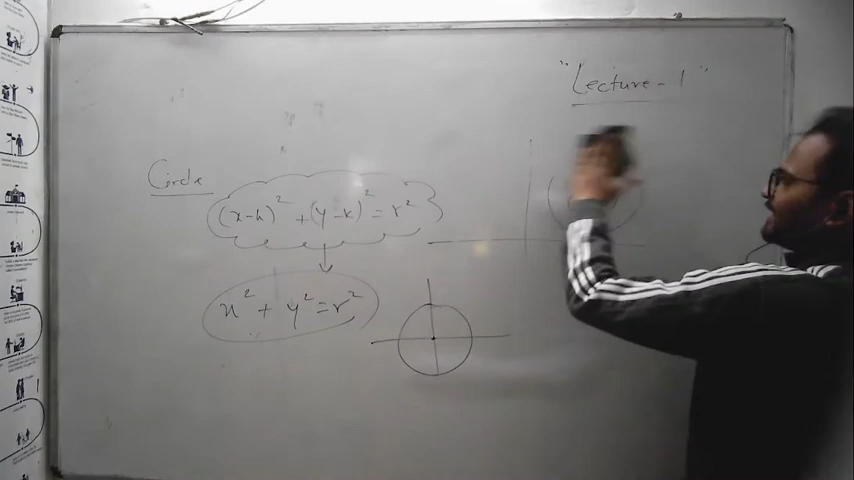 "Lecture-1"
Circle
(x-h)² + (y-k)² = r²
x² + y² = r²